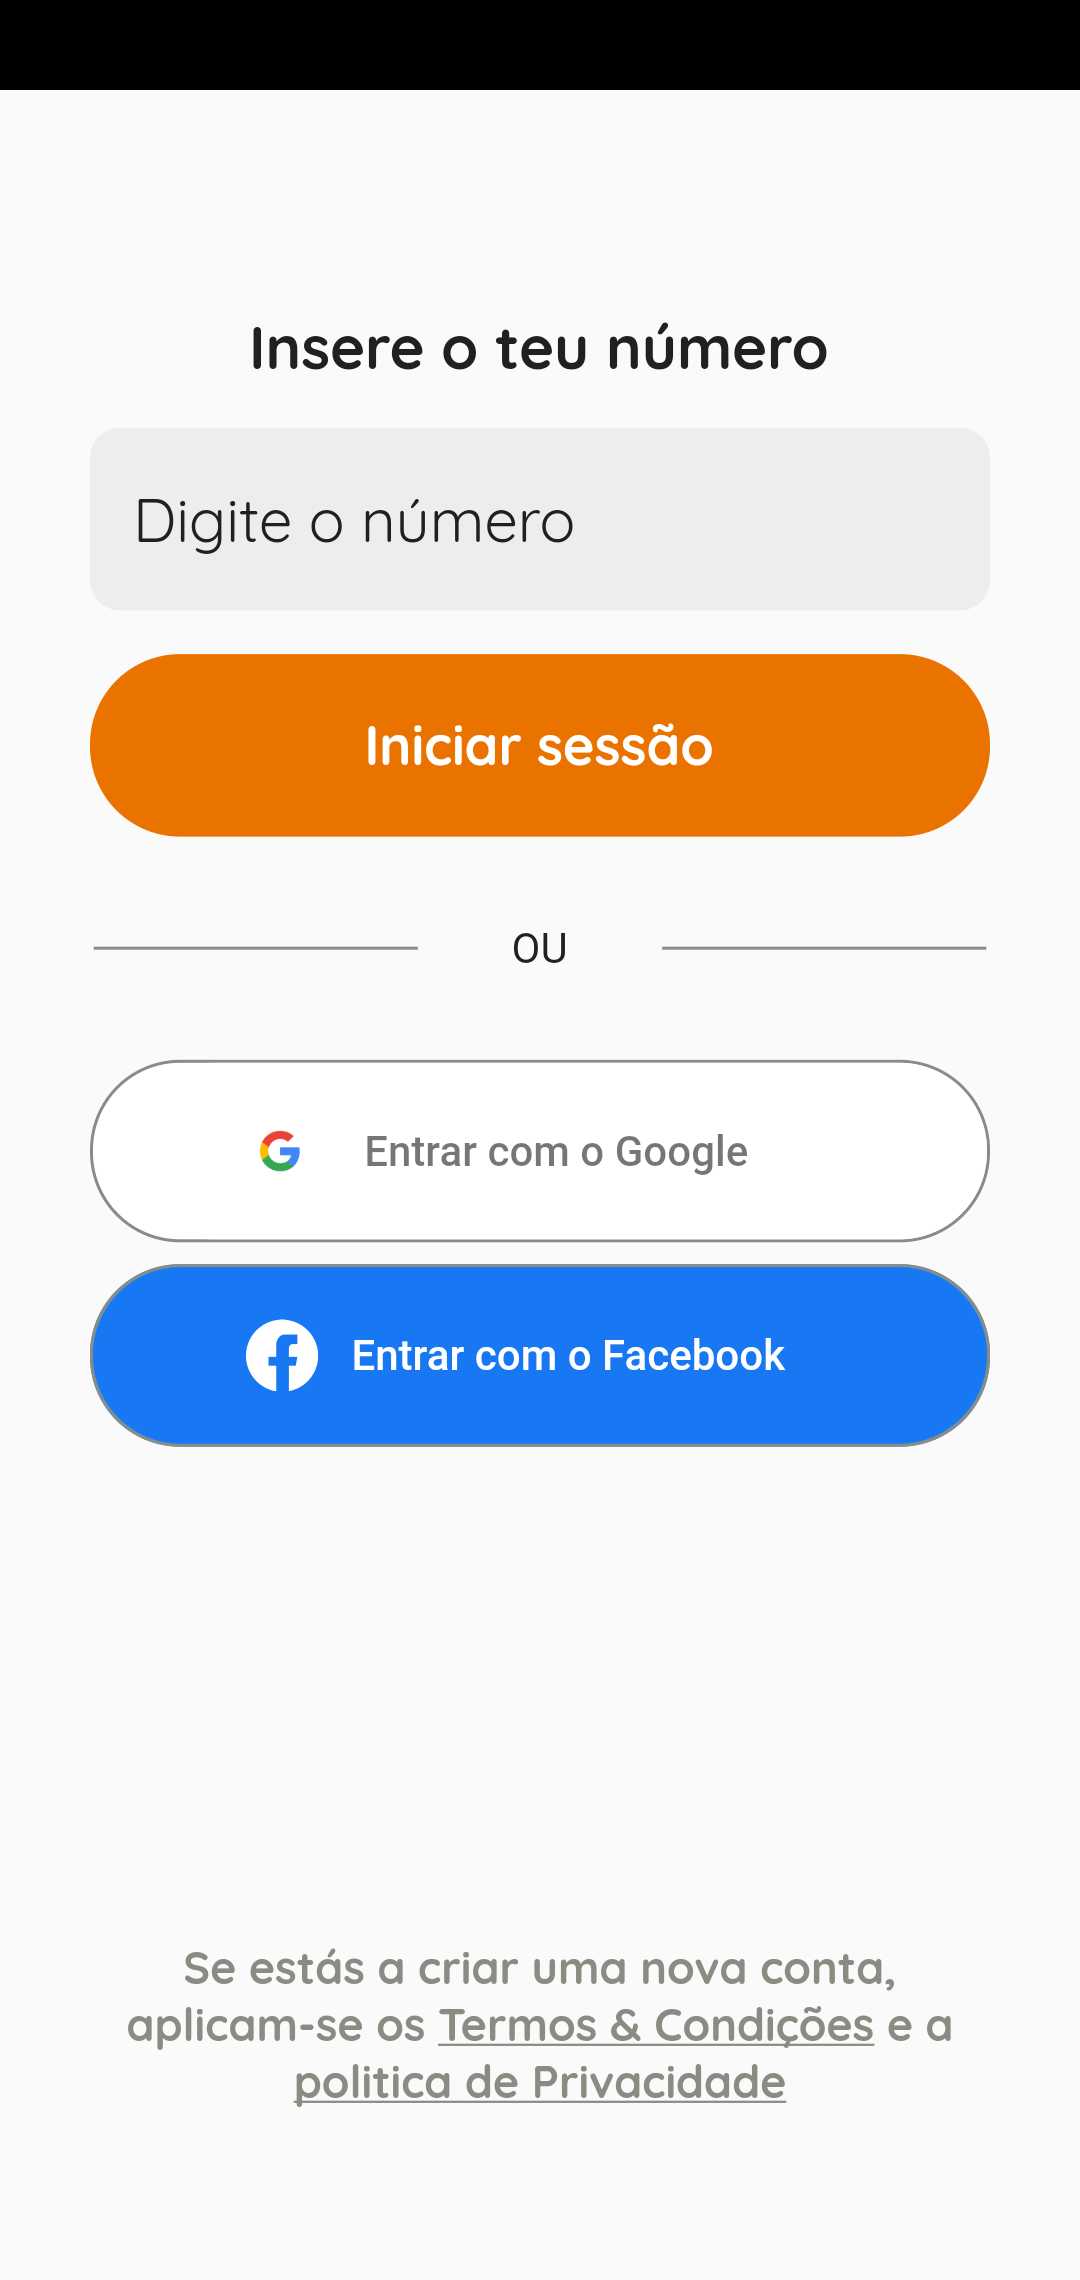 Insere o teu número
Digite o número
Iniciar sessão
OU
Entrar com o Google
Entrar com o Facebook
Se estás a criar uma nova conta,
aplicam-se os Termos & Condições e a
politica de Privacidade